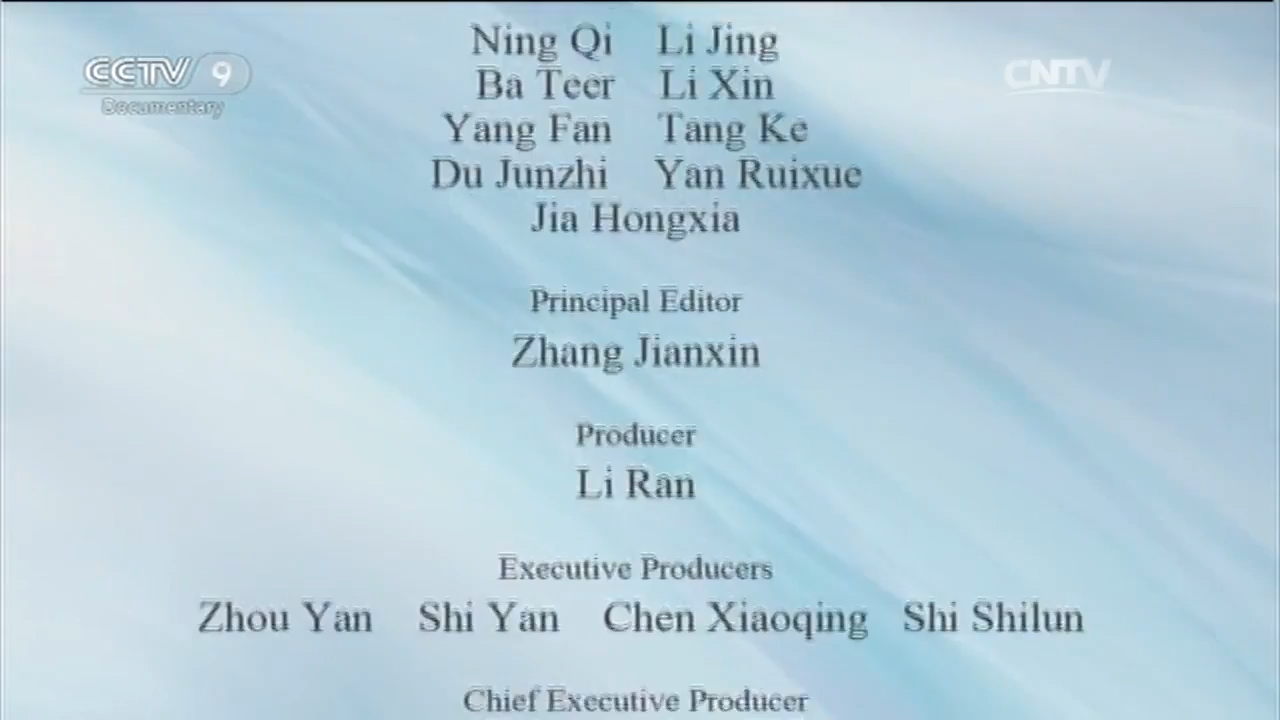 Ning Qi Li Jing
CCTV 9
CNTV
Ba Teer Li Xin
Documentary
Yang Fan Tang Ke
Du Junzhi Yan Ruixue
Jia Hongxia
Principal Editor
Zhang Jianxin
Producer
Li Ran
Executive Producers
Zhou Yan Shi Yan Chen Xiaoqing Shi Shilun
Chief Executive Producer